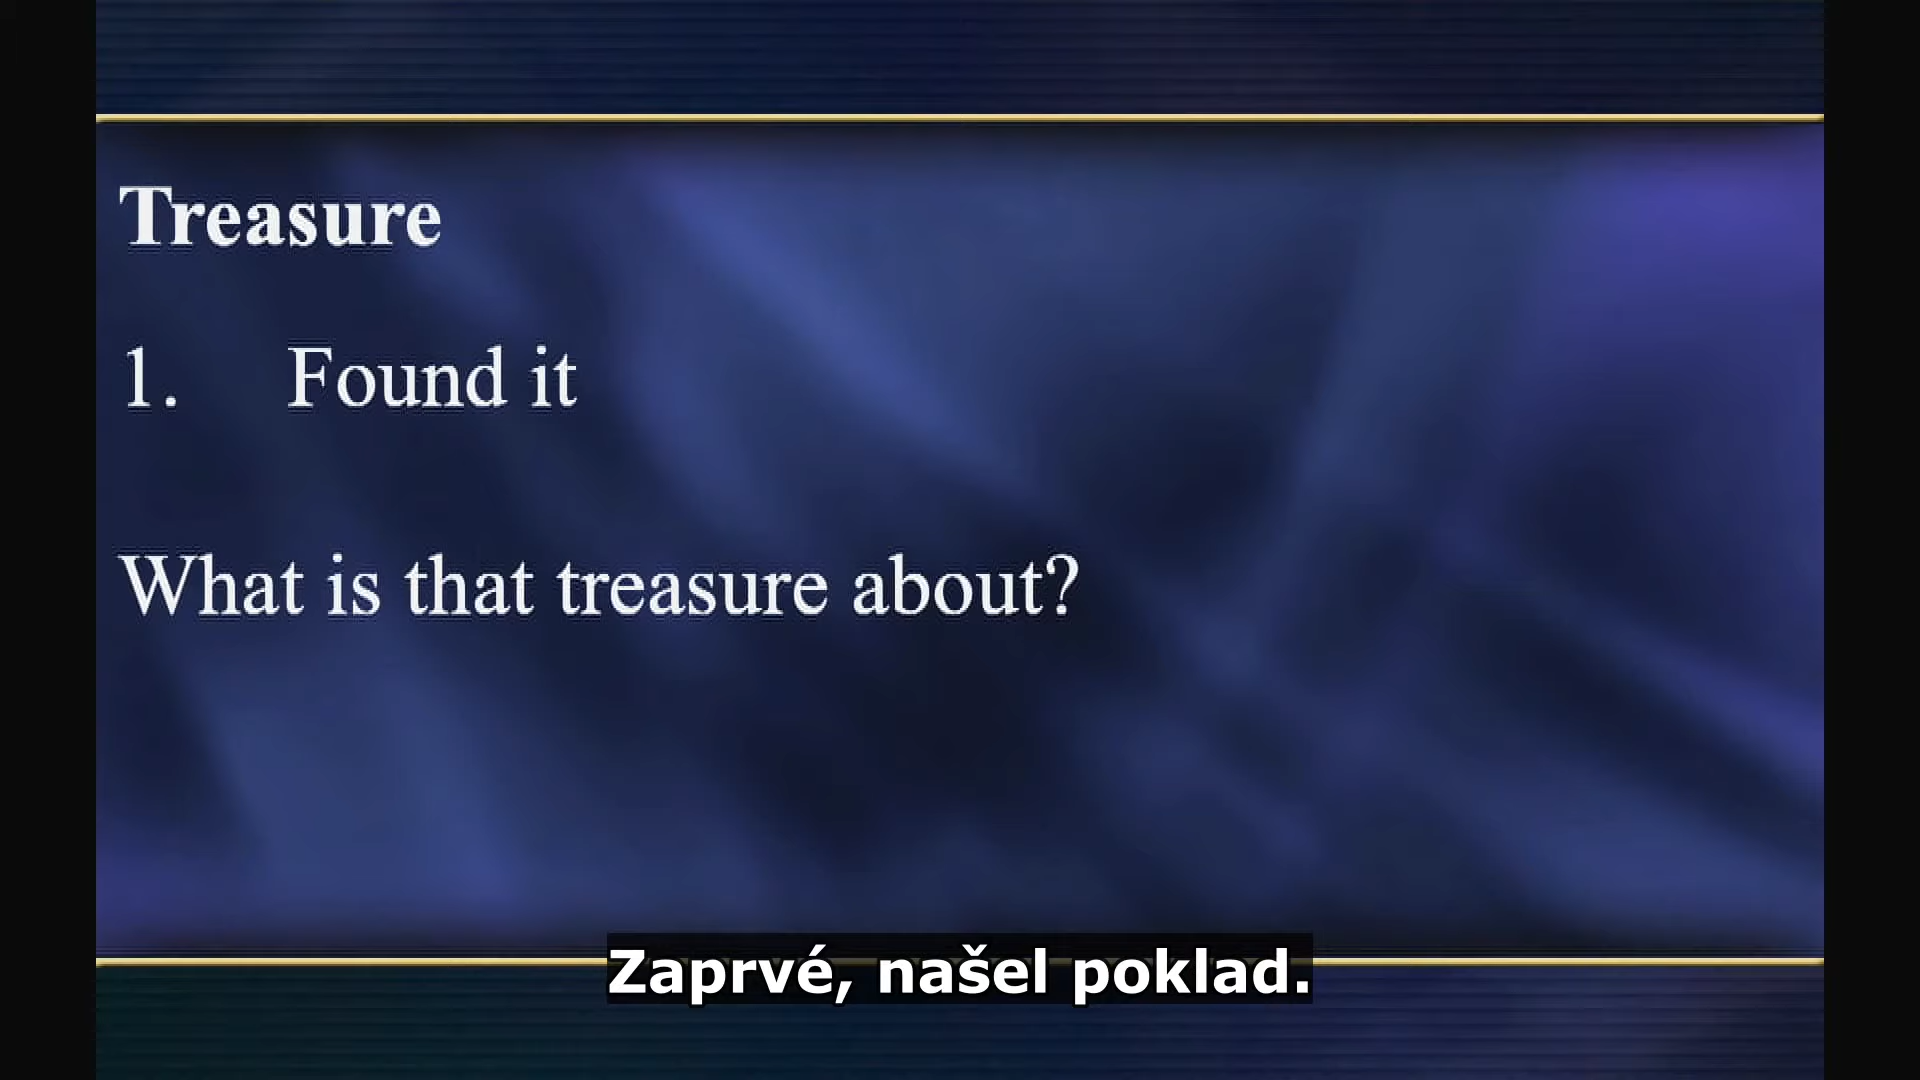 Treasure
1. Found it
What is that treasure about?
Zaprvé, našel poklad.